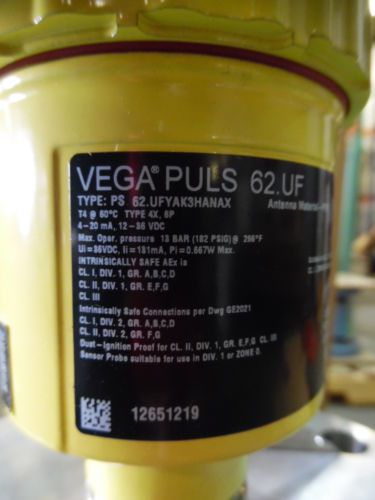 VEGA® PULS 62.UF
TYPE: PS 62.UFYAK3HANAX Antenna Material
T4 @ 60°C TYPE 4X, 6P
4-20 mA, 12-36 VDC
Max. Oper. pressure 13 BAR (182 PSIG) @ 266°F
Ui=36VDC, Ii=131mA, Pi=0.667W Max.
INTRINSICALLY SAFE AEx ia
CL I, DIV. 1, GR. A,B,C,D
CL II, DIV. 1, GR. E,F,G
CL III
Intrinsically Safe Connections per Dwg GE2021
CL I, DIV. 2, GR. A,B,C,D
CL II, DIV. 2, GR. F,G
Dust-Ignition Proof for CL II, DIV. 1, GR. E,F,G CL III
Sensor Probe suitable for use in DIV. 1 or ZONE 0.
12651219